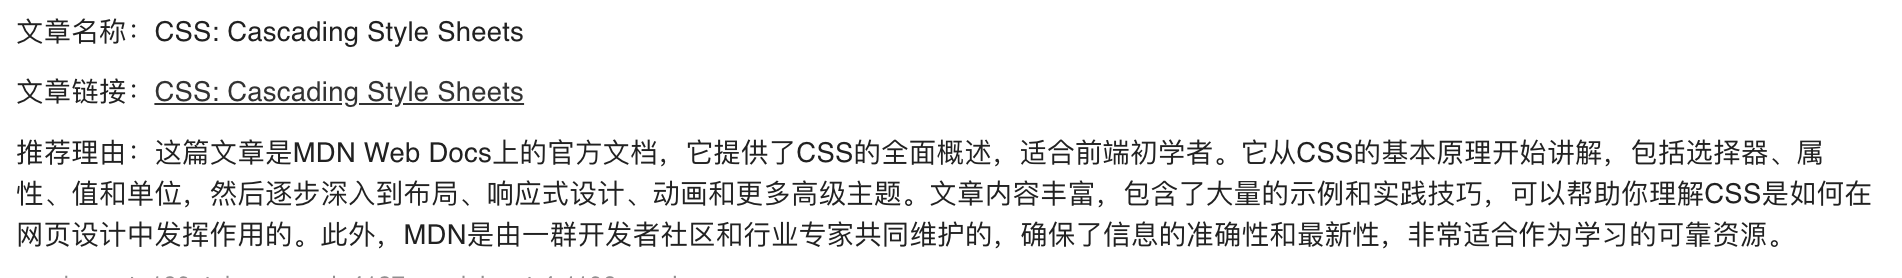 文章名称：CSS: Cascading Style Sheets
文章链接：CSS: Cascading Style Sheets
推荐理由：这篇文章是MDN Web Docs上的官方文档，它提供了CSS的全面概述，适合前端初学者。它从CSS的基本原理开始讲解，包括选择器、属
性、值和单位，然后逐步深入到布局、响应式设计、动画和更多高级主题。文章内容丰富，包含了大量的示例和实践技巧，可以帮助你理解CSS是如何在
网页设计中发挥作用的。此外，MDN是由一群开发者社区和行业专家共同维护的，确保了信息的准确性和最新性，非常适合作为学习的可靠资源。